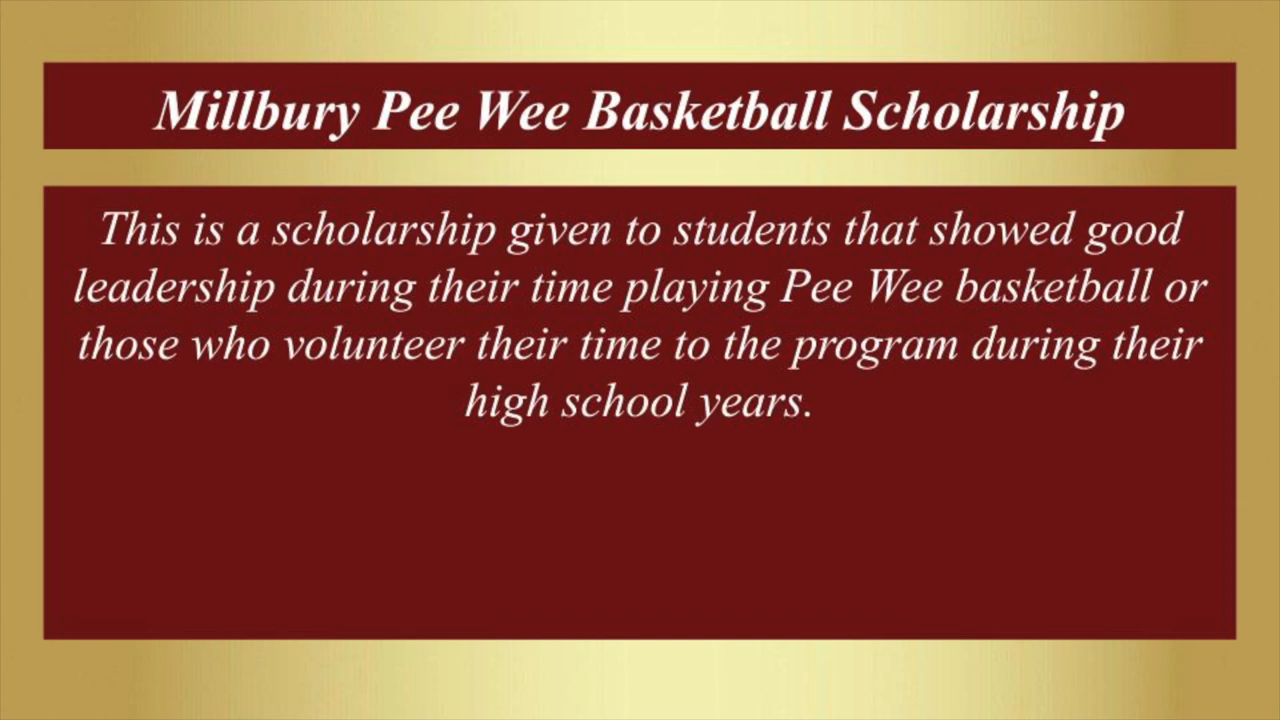 Millbury Pee Wee Basketball Scholarship
This is a scholarship given to students that showed good
leadership during their time playing Pee Wee basketball or
those who volunteer their time to the program during their
high school years.